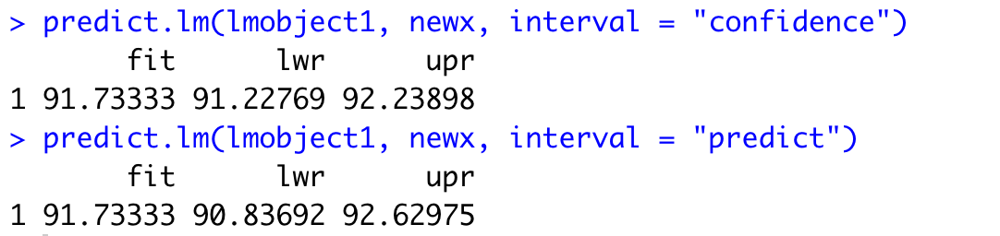 > predict.lm(lmobject1, newx, interval = "confidence")
       fit      lwr      upr
1 91.73333 91.22769 92.23898
> predict.lm(lmobject1, newx, interval = "predict")
       fit      lwr      upr
1 91.73333 90.83692 92.62975